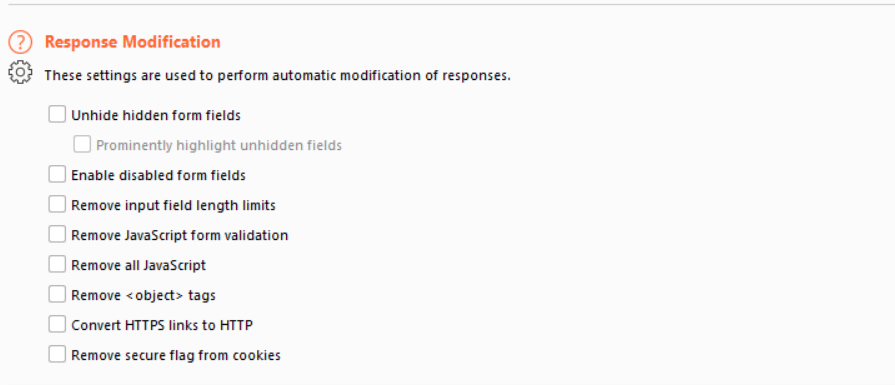 Response Modification
These settings are used to perform automatic modification of responses.
Unhide hidden form fields
Prominently highlight unhidden fields
Enable disabled form fields
Remove input field length limits
Remove JavaScript form validation
Remove all JavaScript
Remove <object> tags
Convert HTTPS links to HTTP
Remove secure flag from cookies